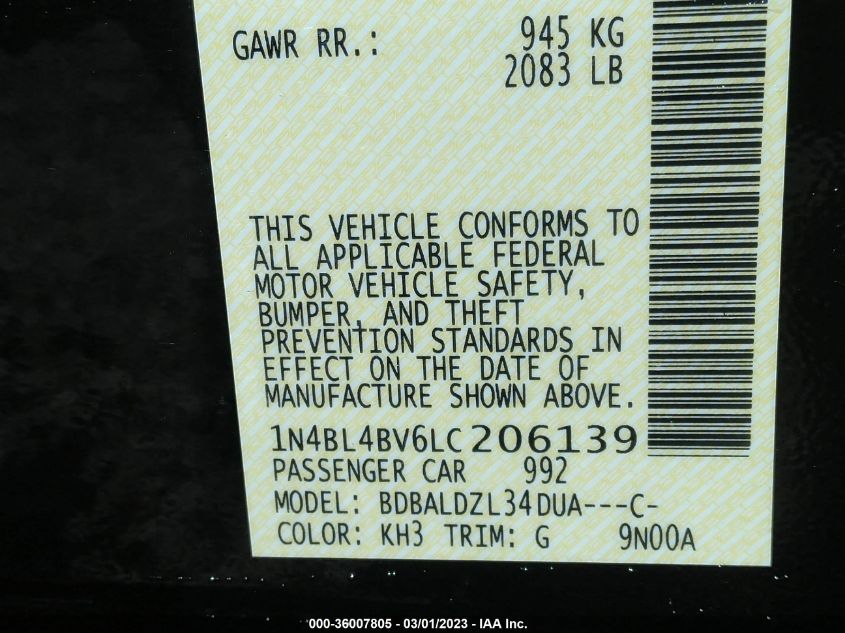 GAWR RR.: 945 KG
2083 LB
THIS VEHICLE CONFORMS TO
ALL APPLICABLE FEDERAL
MOTOR VEHICLE SAFETY,
BUMPER, AND THEFT
PREVENTION STANDARDS IN
EFFECT ON THE DATE OF
MANUFACTURE SHOWN ABOVE.
1N4BL4BV6LC206139
PASSENGER CAR 992
MODEL: BDBALDZL34DUA---C-
COLOR: KH3 TRIM: G 9N00A
000-36007805 - 03/01/2023 - IAA Inc.